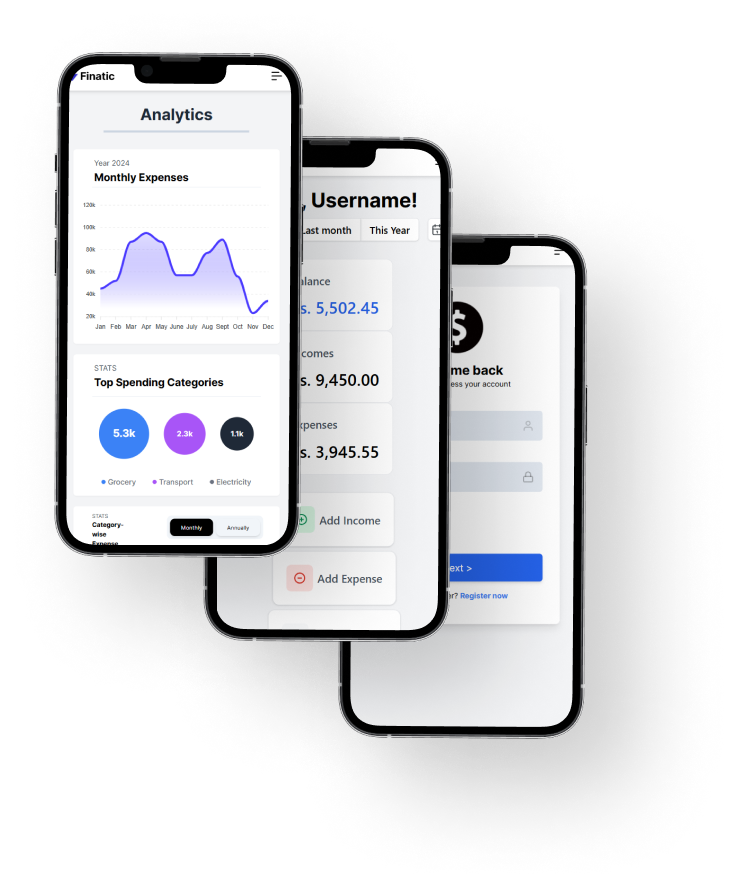 Finatic
Analytics
Year 2024
Monthly Expenses
120k
100k
80k
60k
40k
20k
Jan Feb Mar Apr May June July Aug Sept Oct Nov Dec
STATS
Top Spending Categories
5.3k
2.3k
1.1k
Grocery Transport Electricity
STATS
Category-
wise
Expense
Monthly
Annually
, Username!
Last month
This Year
alance
s. 5,502.45
comes
s. 9,450.00
xpenses
s. 3,945.55
Add Income
Add Expense
$
me back
ess your account
ext >
er? Register now